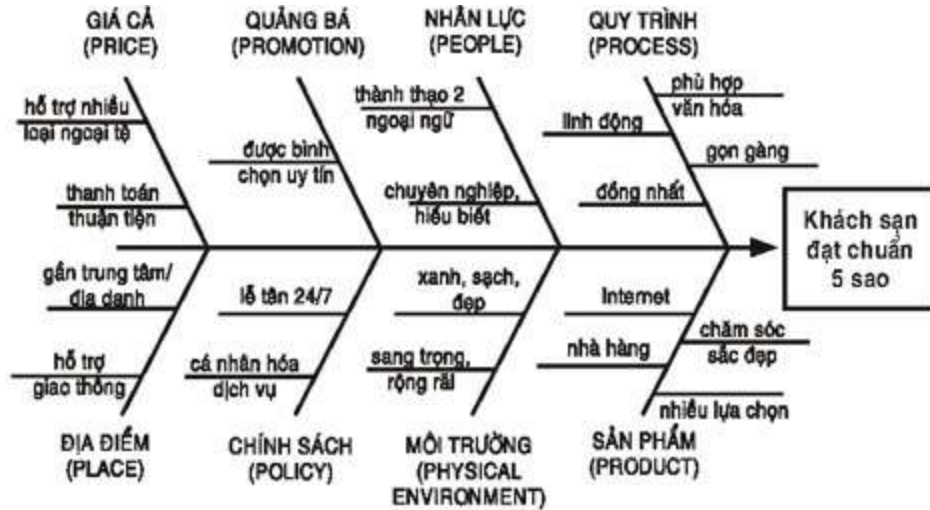 GIÁ CẢ
(PRICE)
QUẢNG BÁ
(PROMOTION)
NHÂN LỰC
(PEOPLE)
QUY TRÌNH
(PROCESS)
hỗ trợ nhiều
loại ngoại tệ
thanh toán
thuận tiện
được bình
chọn uy tín
thành thạo 2
ngoại ngữ
chuyên nghiệp,
hiểu biết
phù hợp
văn hóa
linh động
gọn gàng
đồng nhất
Khách sạn
đạt chuẩn
5 sao
gần trung tâm/
địa danh
hỗ trợ
giao thông
lễ tân 24/7
cá nhân hóa
dịch vụ
xanh, sạch,
đẹp
sang trọng,
rộng rãi
Internet
nhà hàng
chăm sóc
sắc đẹp
nhiều lựa chọn
ĐỊA ĐIỂM
(PLACE)
CHÍNH SÁCH
(POLICY)
MÔI TRƯỜNG
(PHYSICAL
ENVIRONMENT)
SẢN PHẨM
(PRODUCT)